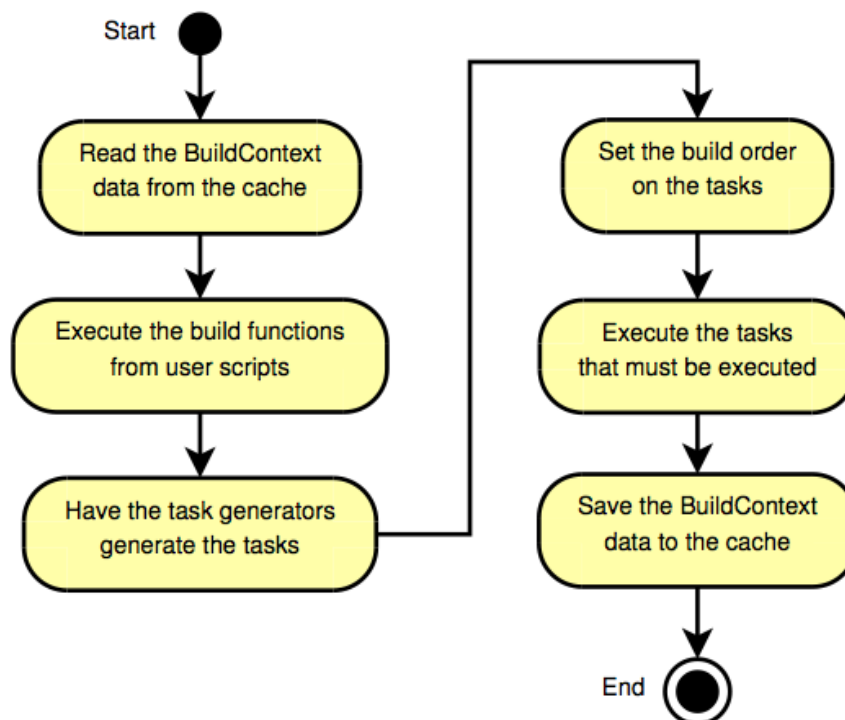 Start
Read the BuildContext
data from the cache
Execute the build functions
from user scripts
Have the task generators
generate the tasks
Set the build order
on the tasks
Execute the tasks
that must be executed
Save the BuildContext
data to the cache
End